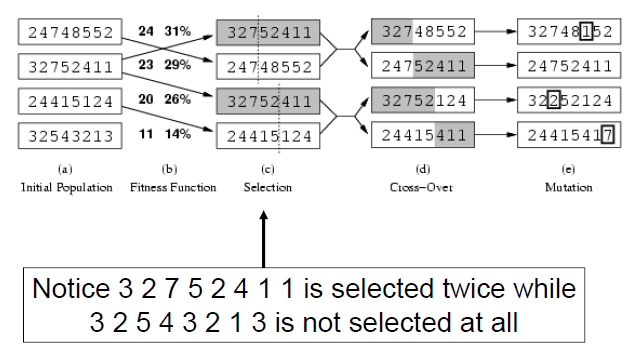 24748552 24 31% 32752411 32748552 32748152
32752411 23 29% 24748552 24752411 24752411
24415124 20 26% 32752411 32752124 32252124
32543213 11 14% 24415124 24415411 24415417
(a) (b) (c) (d) (e)
Initial Population Fitness Function Selection Cross-Over Mutation
Notice 3 2 7 5 2 4 1 1 is selected twice while
3 2 5 4 3 2 1 3 is not selected at all